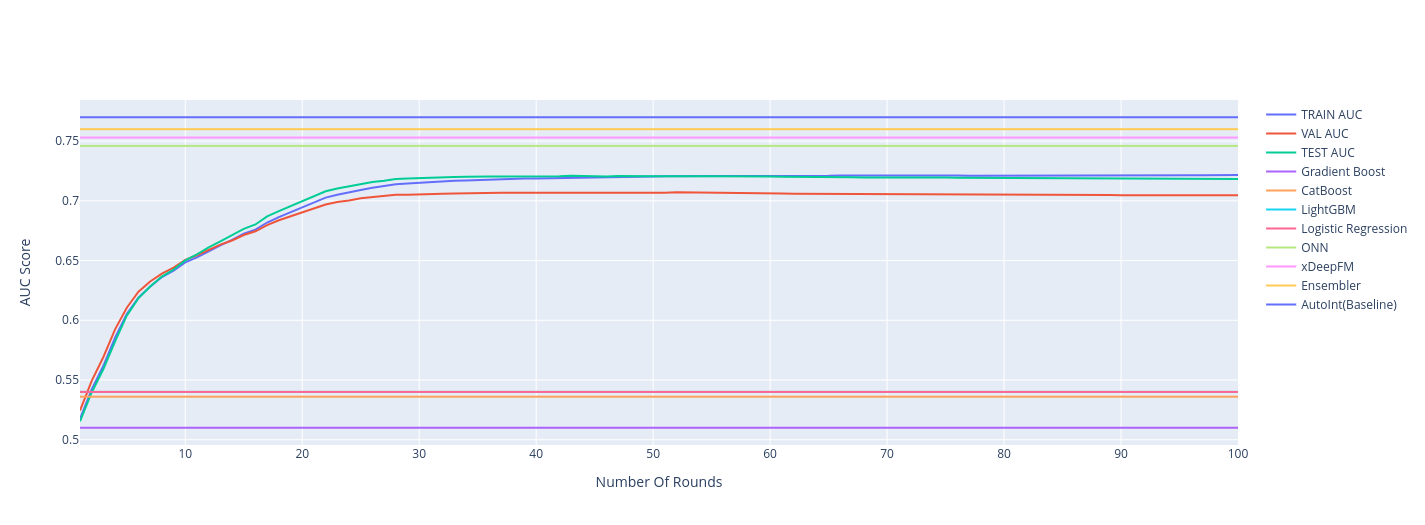 0.75
0.7
0.65
0.6
0.55
0.5
AUC Score
10 20 30 40 50 60 70 80 90 100
Number Of Rounds
TRAIN AUC
VAL AUC
TEST AUC
Gradient Boost
CatBoost
LightGBM
Logistic Regression
ONN
xDeepFM
Ensembler
AutoInt(Baseline)